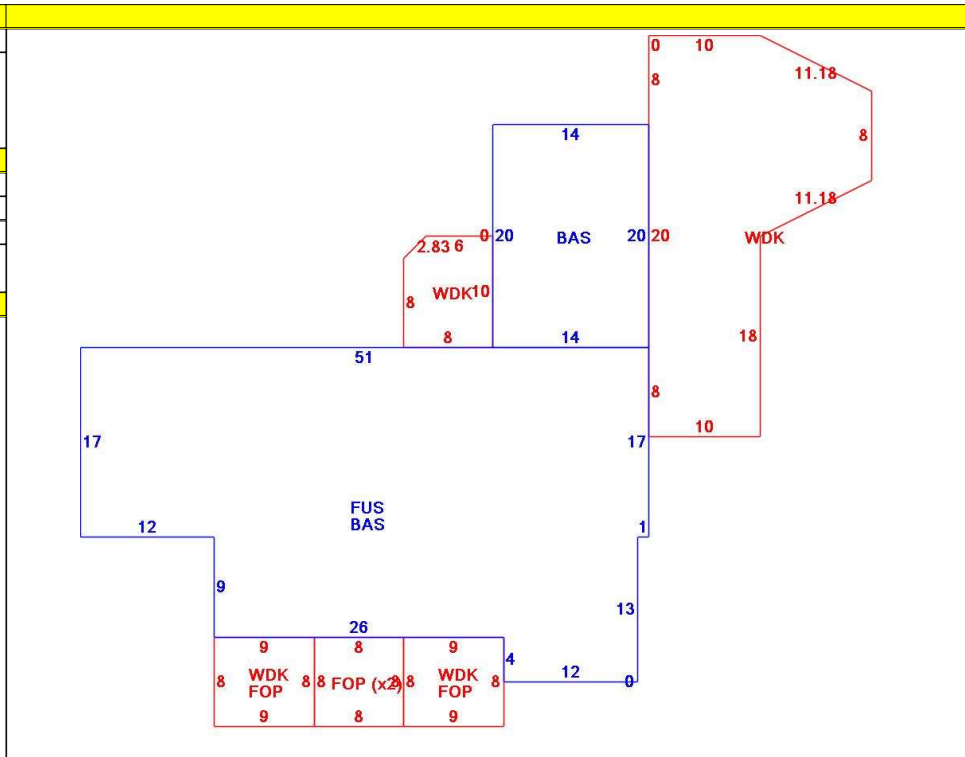 0 10
8
11.18
14
8
11.18
0 20 BAS 20 20 WDK
2.83 6
8 WDK 10
18
8 14
51
8
10
17 17
FUS
BAS
12 1
9
13
26
9 8 9
4
WDK WDK
8 8 8 FOP (x2) 8 8 8
FOP FOP
12 0
9 8 9